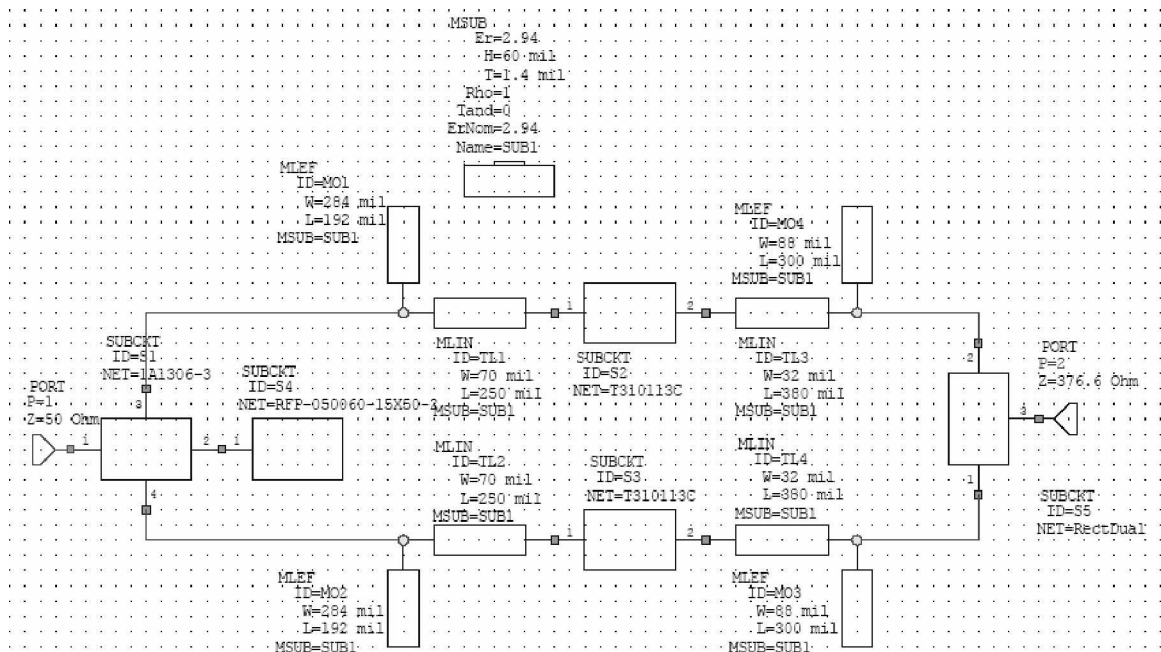 MSUB
Er=2.94
H=60 mil
T=1.4 mil
Rho=1
Tand=0
ErNom=2.94
Name=SUB1
MLEF
ID=MO1
W=284 mil
L=192 mil
MSUB=SUB1
MLEF
ID=MO4
W=88 mil
L=300 mil
MSUB=SUB1
1
2
SUBCKT
ID=S1
NET=1A1306-3
3
SUBCKT
ID=S4
NET=RFP-050060-15X50-2
MLIN
ID=TL1
W=70 mil
L=250 mil
MSUB=SUB1
SUBCKT
ID=S2
NET=T310113C
MLIN
ID=TL3
W=32 mil
L=380 mil
MSUB=SUB1
2
PORT
P=2
Z=376.6 Ohm
3
PORT
P=1
Z=50 Ohm
1
2
1
4
MLIN
ID=TL2
W=70 mil
L=250 mil
MSUB=SUB1
SUBCKT
ID=S3
NET=T310113C
MLIN
ID=TL4
W=32 mil
L=380 mil
MSUB=SUB1
1
SUBCKT
ID=S5
NET=RectDual
1
2
MLEF
ID=MO2
W=284 mil
L=192 mil
MSUB=SUB1
MLEF
ID=MO3
W=88 mil
L=300 mil
MSUB=SUB1